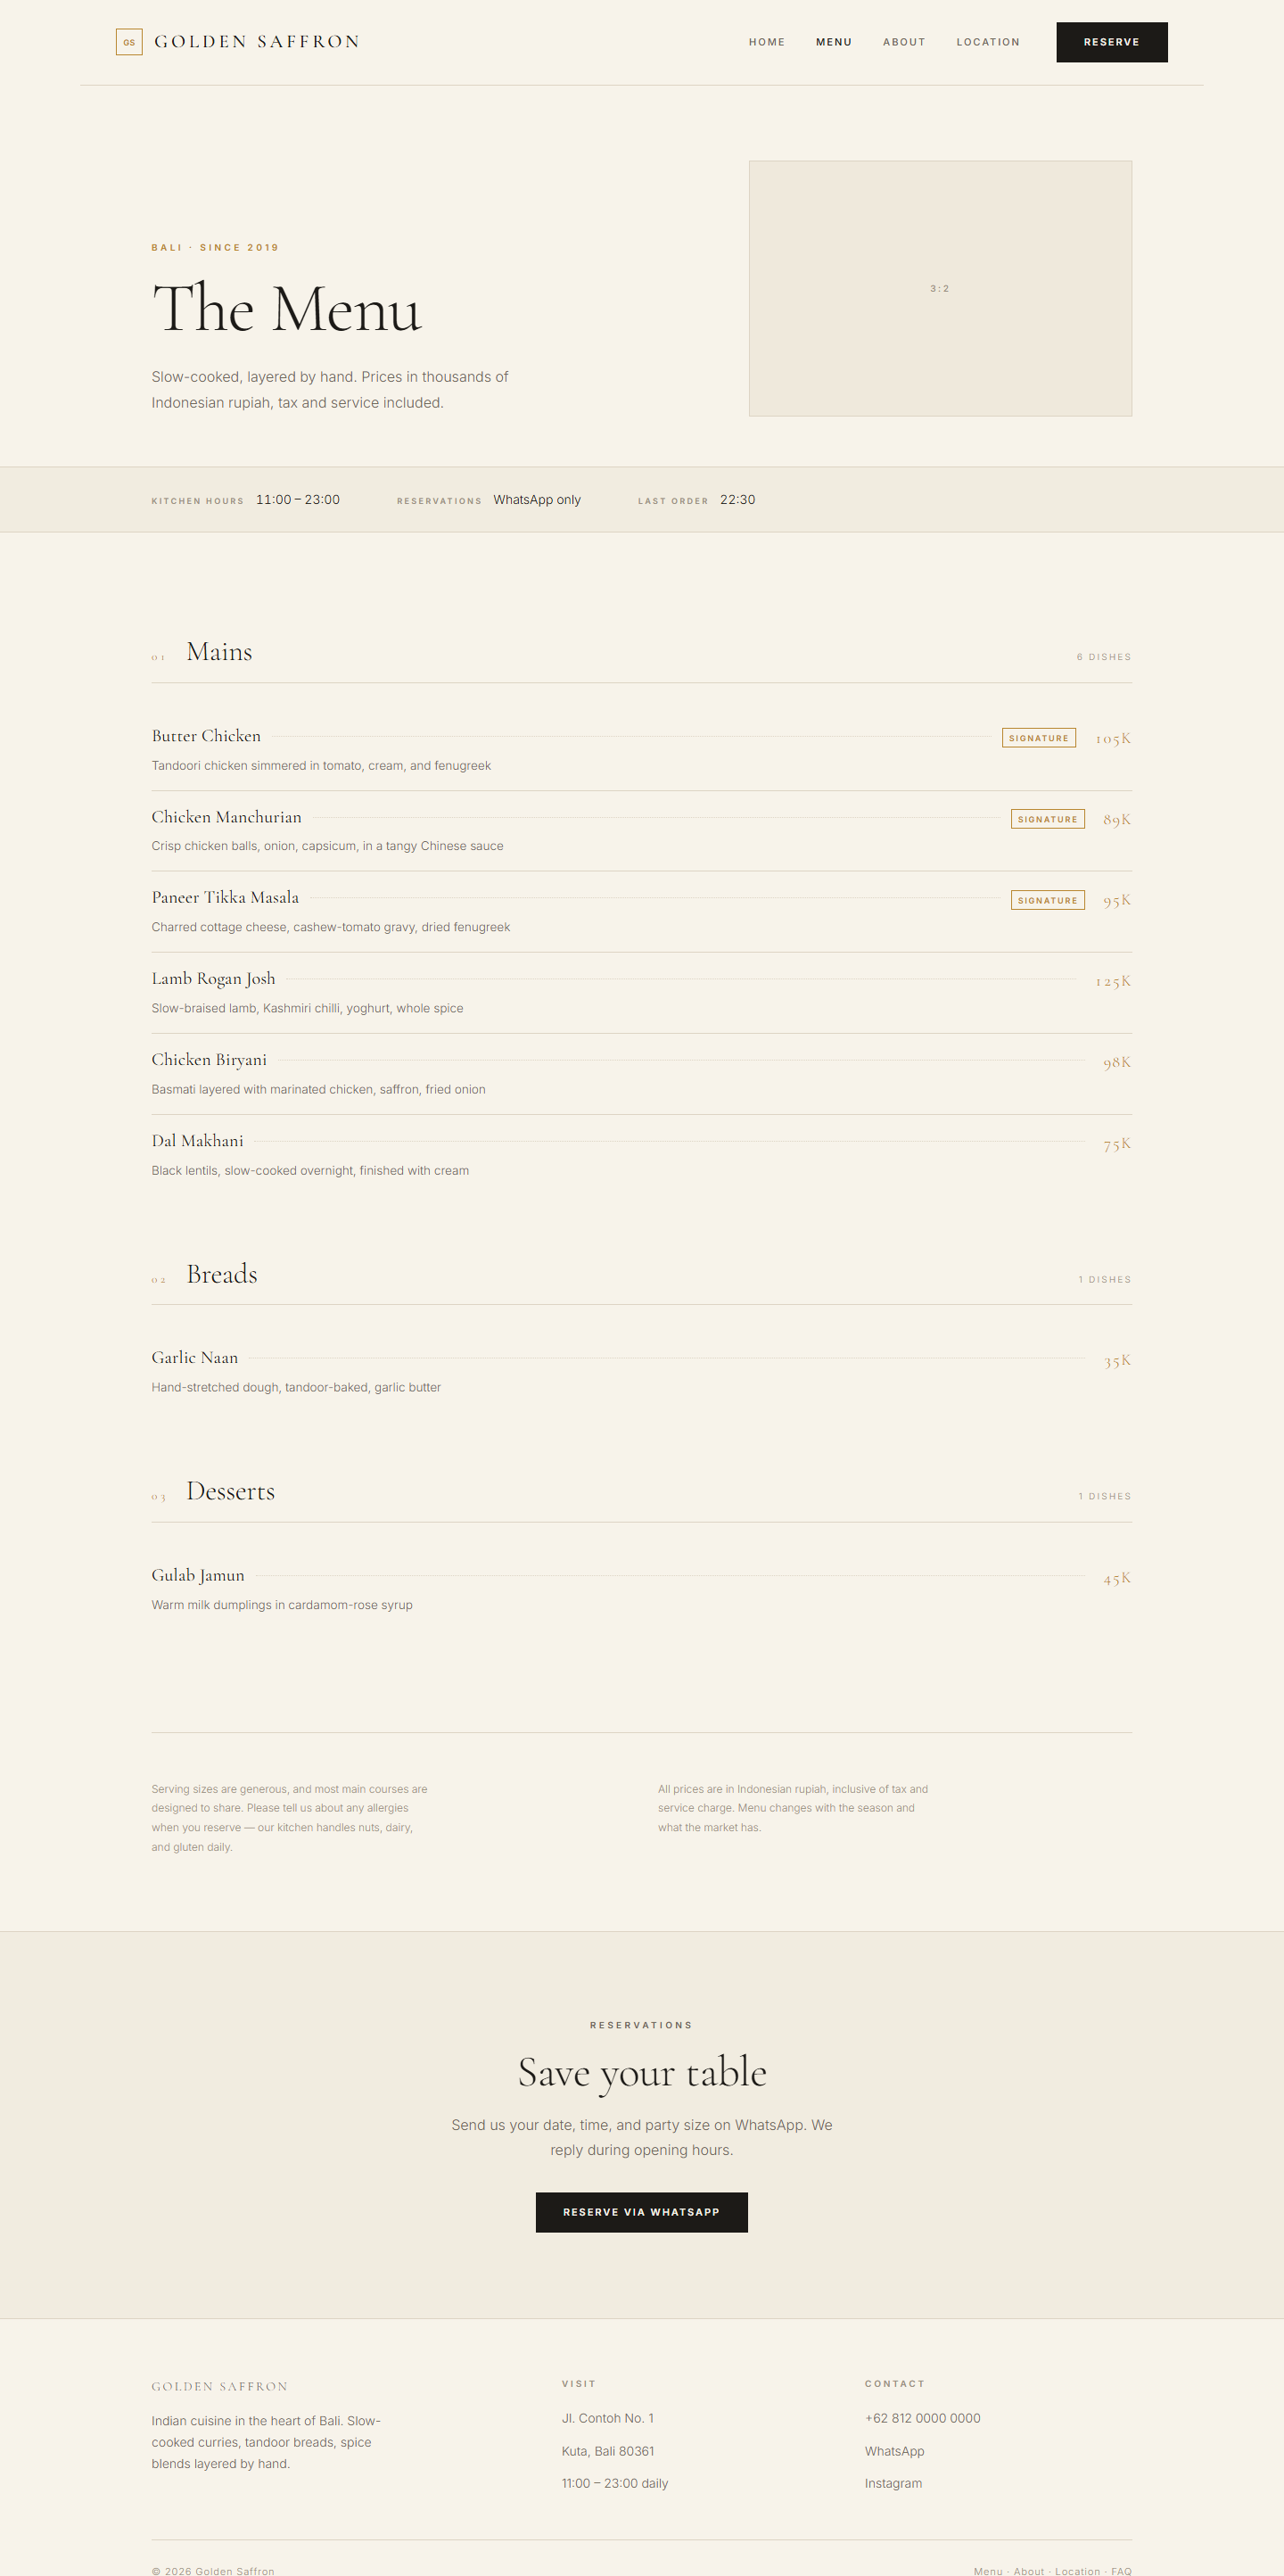 GS GOLDEN SAFFRON HOME MENU ABOUT LOCATION RESERVE
BALI · SINCE 2019
The Menu
Slow-cooked, layered by hand. Prices in thousands of
Indonesian rupiah, tax and service included.
3:2
KITCHEN HOURS 11:00 – 23:00 RESERVATIONS WhatsApp only LAST ORDER 22:30
01 Mains 6 DISHES
Butter Chicken SIGNATURE 105K
Tandoori chicken simmered in tomato, cream, and fenugreek
Chicken Manchurian SIGNATURE 89K
Crisp chicken balls, onion, capsicum, in a tangy Chinese sauce
Paneer Tikka Masala SIGNATURE 95K
Charred cottage cheese, cashew-tomato gravy, dried fenugreek
Lamb Rogan Josh 125K
Slow-braised lamb, Kashmiri chilli, yoghurt, whole spice
Chicken Biryani 98K
Basmati layered with marinated chicken, saffron, fried onion
Dal Makhani 75K
Black lentils, slow-cooked overnight, finished with cream
02 Breads 1 DISHES
Garlic Naan 35K
Hand-stretched dough, tandoor-baked, garlic butter
03 Desserts 1 DISHES
Gulab Jamun 45K
Warm milk dumplings in cardamom-rose syrup
Serving sizes are generous, and most main courses are
designed to share. Please tell us about any allergies
when you reserve — our kitchen handles nuts, dairy,
and gluten daily.
All prices are in Indonesian rupiah, inclusive of tax and
service charge. Menu changes with the season and
what the market has.
RESERVATIONS
Save your table
Send us your date, time, and party size on WhatsApp. We
reply during opening hours.
RESERVE VIA WHATSAPP
GOLDEN SAFFRON
Indian cuisine in the heart of Bali. Slow-
cooked curries, tandoor breads, spice
blends layered by hand.
VISIT
Jl. Contoh No. 1
Kuta, Bali 80361
11:00 – 23:00 daily
CONTACT
+62 812 0000 0000
WhatsApp
Instagram
© 2026 Golden Saffron Menu · About · Location · FAQ